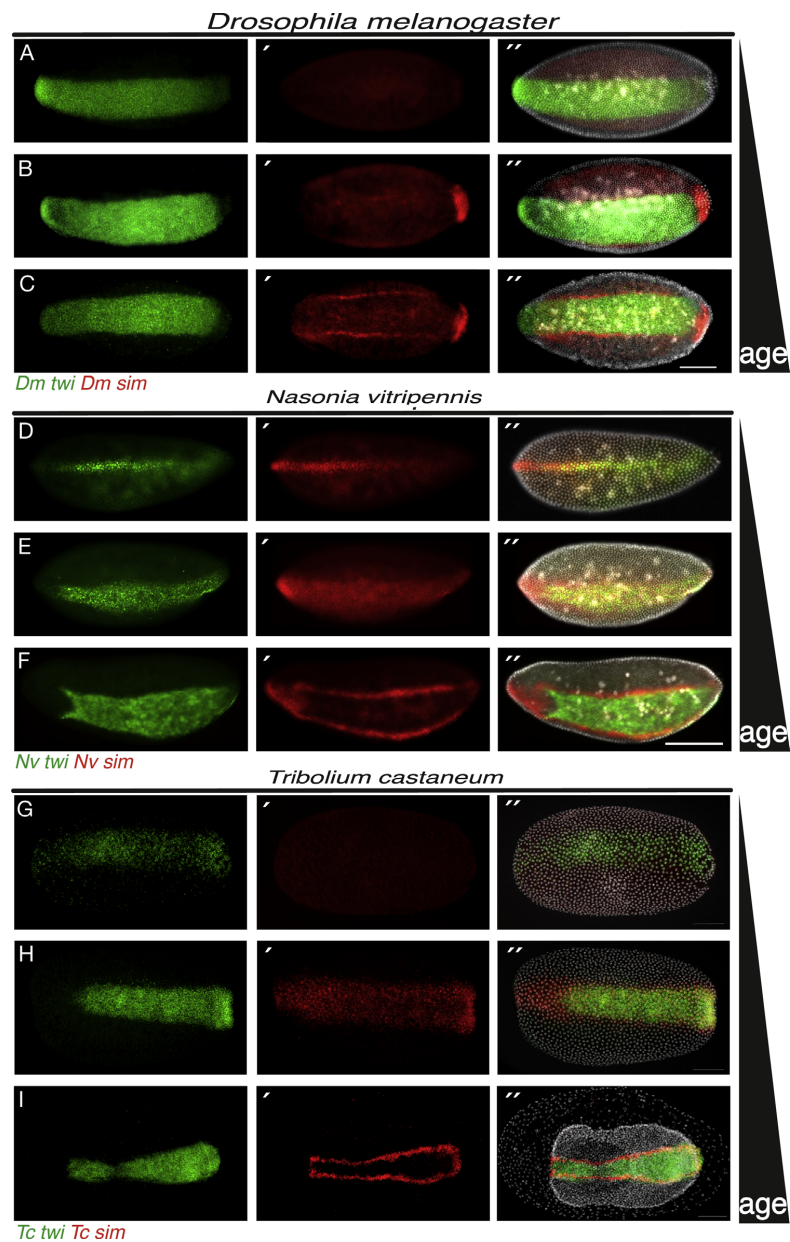 Drosophila melanogaster
A ′ ″
B ′ ″
C ′ ″
age
Dm twi Dm sim
Nasonia vitripennis
D ′ ″
E ′ ″
F ′ ″
age
Nv twi Nv sim
Tribolium castaneum
G ′ ″
H ′ ″
I ′ ″
age
Tc twi Tc sim